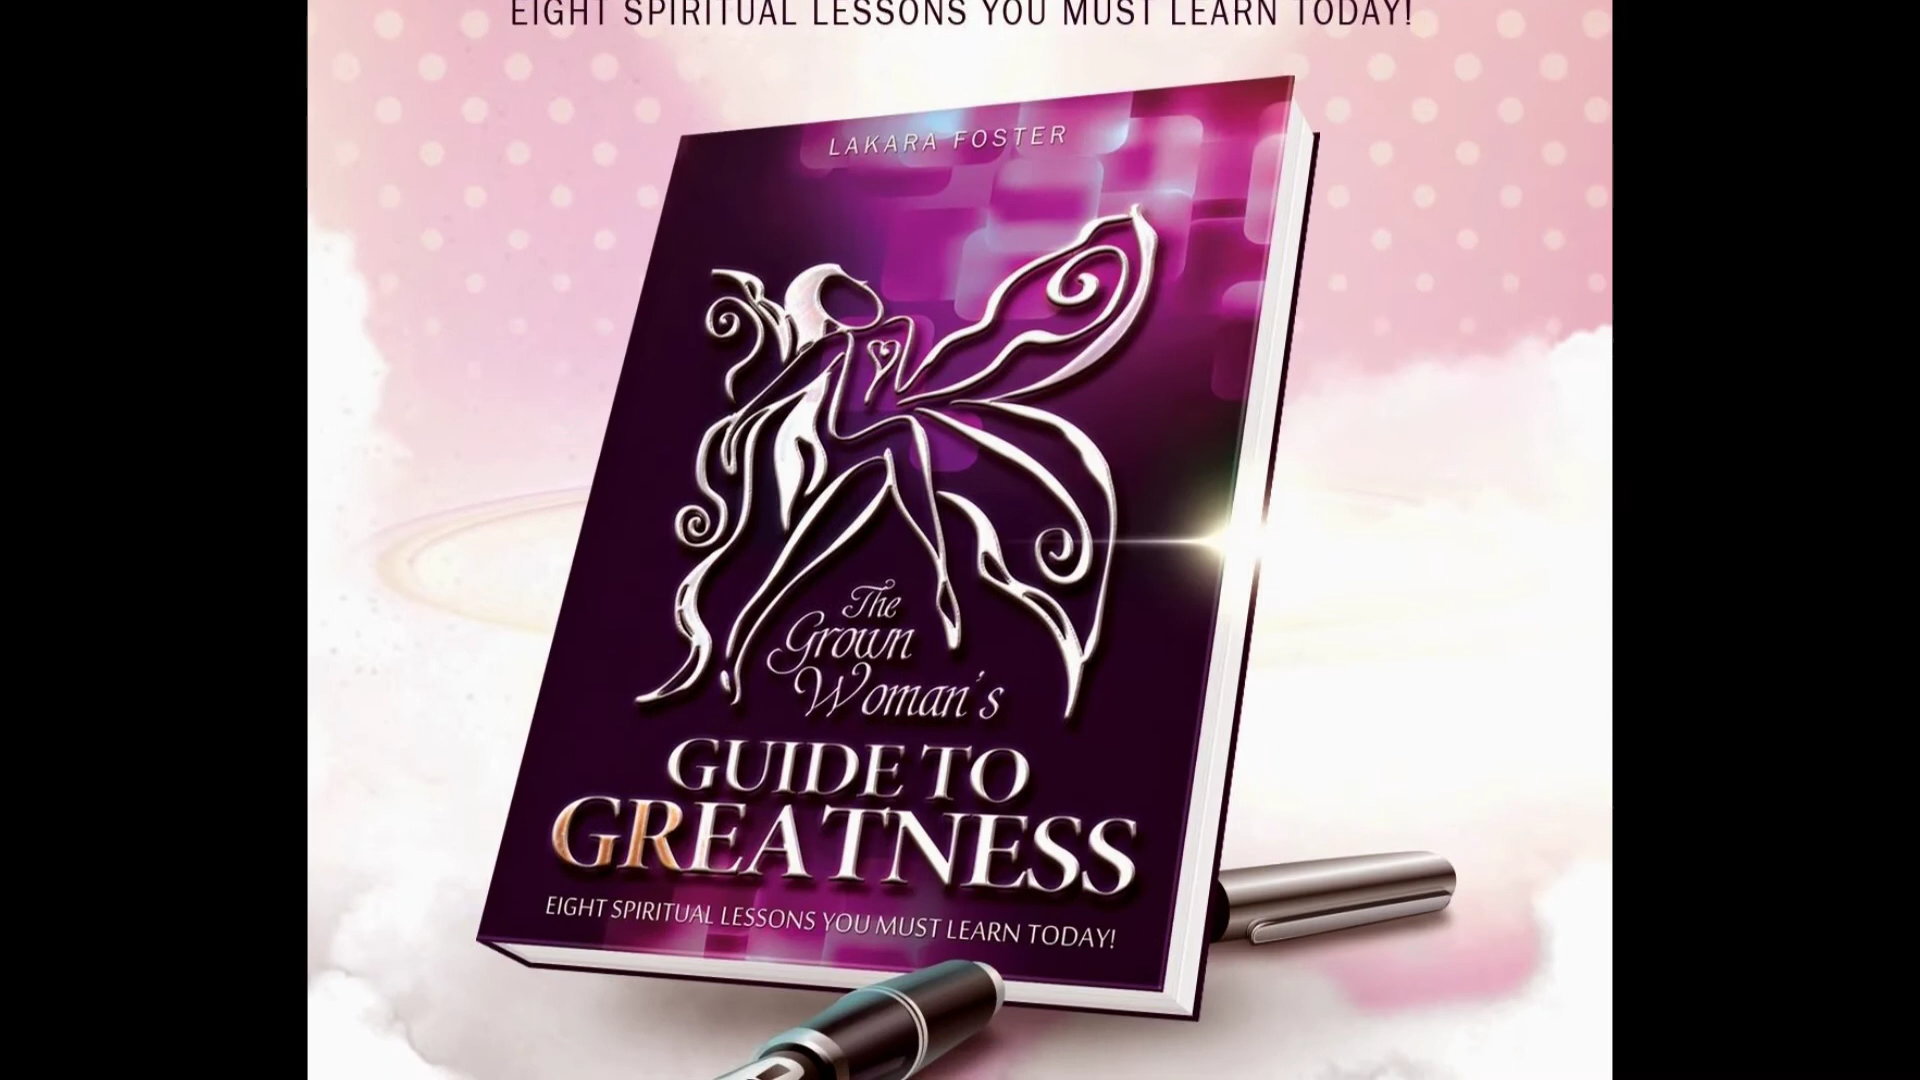 EIGHT SPIRITUAL LESSONS YOU MUST LEARN TODAY!
LAKARA FOSTER
The
Grown
Woman's
GUIDE TO
GREATNESS
EIGHT SPIRITUAL LESSONS YOU MUST LEARN TODAY!